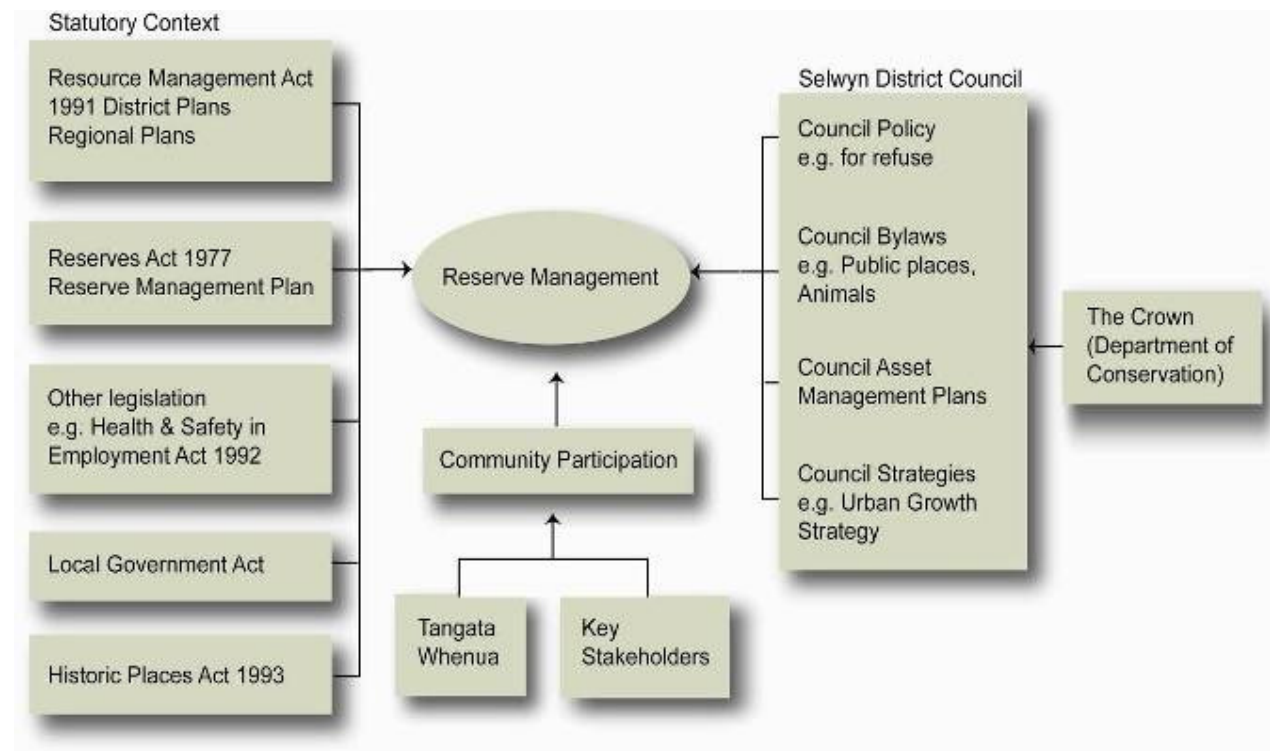 Statutory Context
Resource Management Act
1991 District Plans
Regional Plans
Reserves Act 1977
Reserve Management Plan
Other legislation
e.g. Health & Safety in
Employment Act 1992
Local Government Act
Historic Places Act 1993
Reserve Management
Community Participation
Tangata
Whenua
Key
Stakeholders
Selwyn District Council
Council Policy
e.g. for refuse
Council Bylaws
e.g. Public places,
Animals
Council Asset
Management Plans
Council Strategies
e.g. Urban Growth
Strategy
The Crown
(Department of
Conservation)